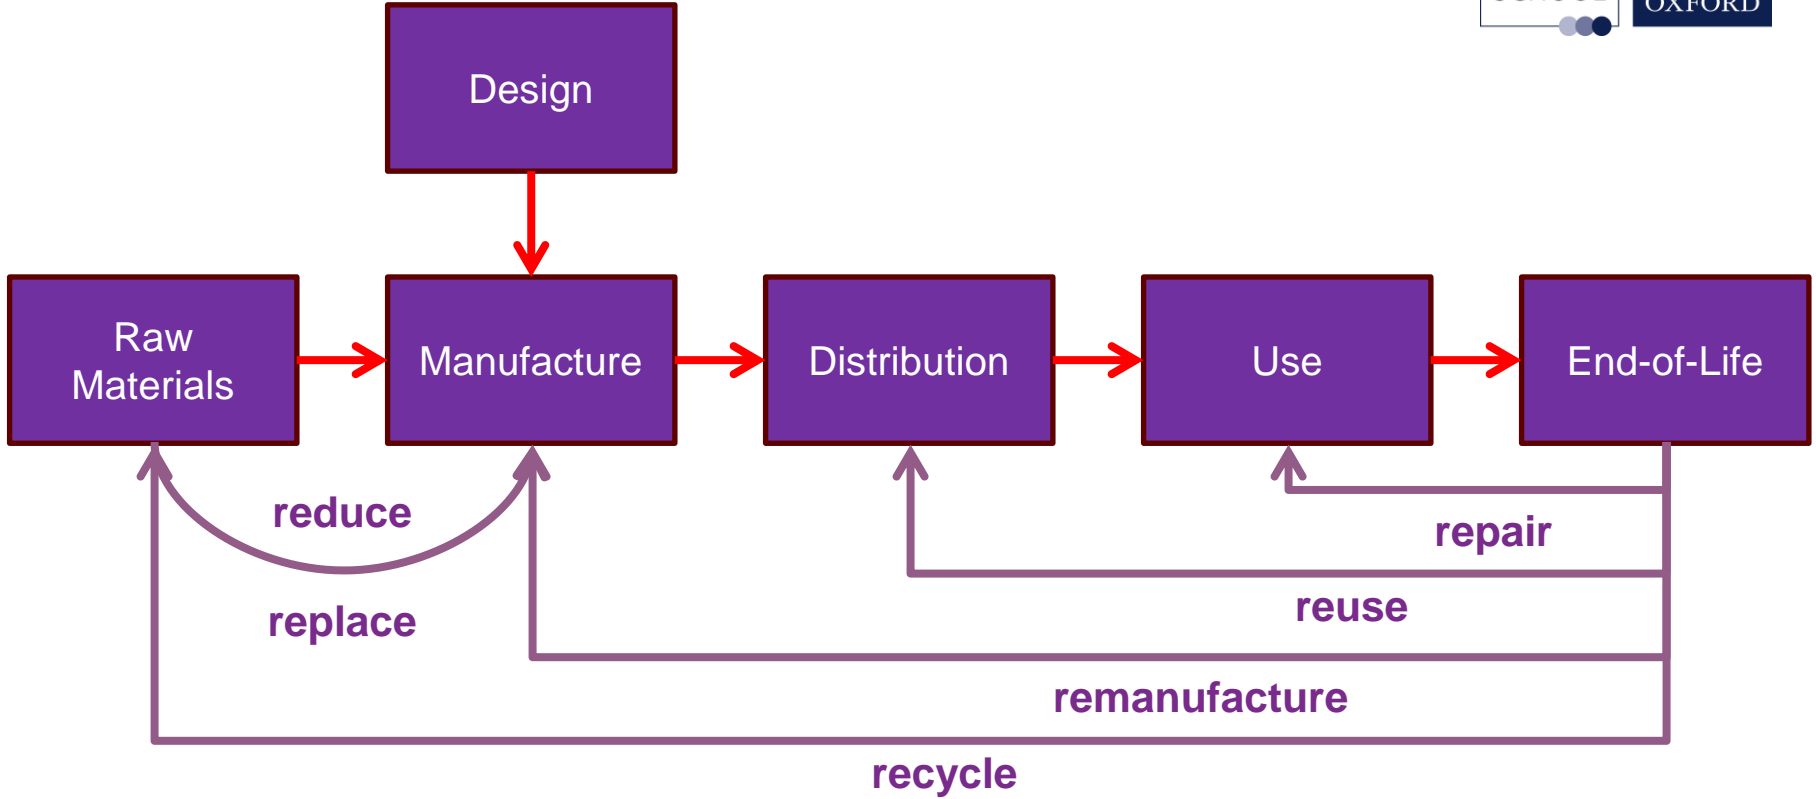 OXFORD
Design
Raw
Materials
Manufacture
Distribution
Use
End-of-Life
reduce
repair
reuse
replace
remanufacture
recycle